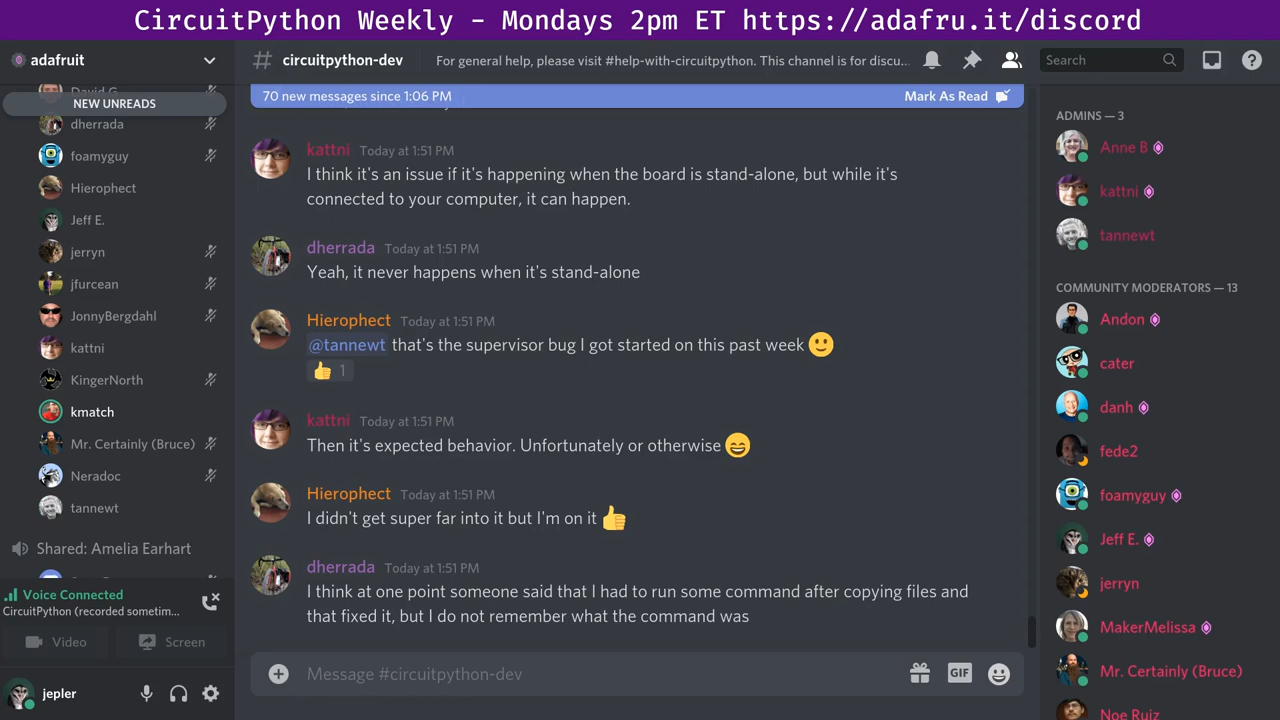 CircuitPython Weekly - Mondays 2pm ET https://adafru.it/discord
adafruit
NEW UNREADS
dherrada
foamyguy
Hierophect
Jeff E.
jerryn
jfurcean
JonnyBergdahl
kattni
KingerNorth
kmatch
Mr. Certainly (Bruce)
Neradoc
tannewt
Shared: Amelia Earhart
Voice Connected
CircuitPython (recorded sometim...
Video
Screen
jepler
# circuitpython-dev
For general help, please visit #help-with-circuitpython. This channel is for discu...
Search
70 new messages since 1:06 PM
Mark As Read
kattni Today at 1:51 PM
I think it's an issue if it's happening when the board is stand-alone, but while it's
connected to your computer, it can happen.
dherrada Today at 1:51 PM
Yeah, it never happens when it's stand-alone
Hierophect Today at 1:51 PM
@tannewt that's the supervisor bug I got started on this past week 🙂
👍 1
kattni Today at 1:51 PM
Then it's expected behavior. Unfortunately or otherwise 😄
Hierophect Today at 1:51 PM
I didn't get super far into it but I'm on it 👍
dherrada Today at 1:51 PM
I think at one point someone said that I had to run some command after copying files and
that fixed it, but I do not remember what the command was
Message #circuitpython-dev
GIF
ADMINS — 3
Anne B
kattni
tannewt
COMMUNITY MODERATORS — 13
Andon
cater
danh
fede2
foamyguy
Jeff E.
jerryn
MakerMelissa
Mr. Certainly (Bruce)
Noe Ruiz